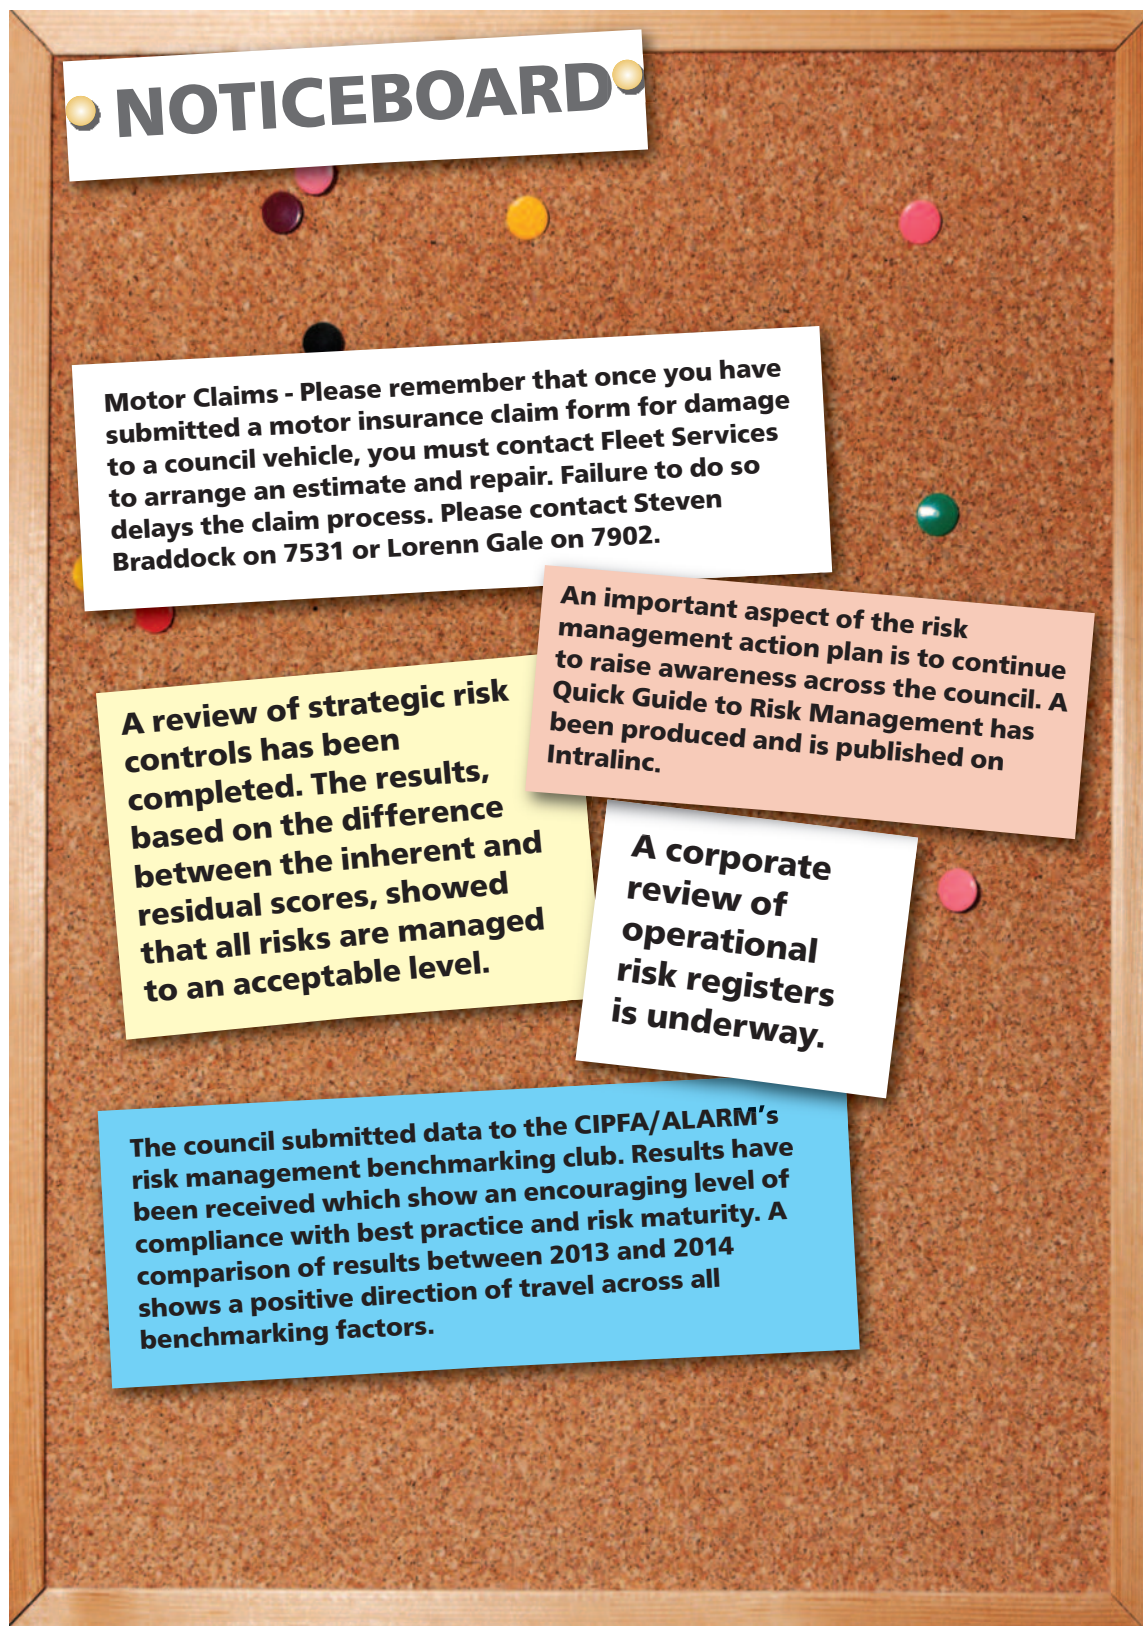 NOTICEBOARD
Motor Claims - Please remember that once you have
submitted a motor insurance claim form for damage
to a council vehicle, you must contact Fleet Services
to arrange an estimate and repair. Failure to do so
delays the claim process. Please contact Steven
Braddock on 7531 or Lorenn Gale on 7902.
An important aspect of the risk
management action plan is to continue
to raise awareness across the council. A
Quick Guide to Risk Management has
been produced and is published on
Intralinc.
A review of strategic risk
controls has been
completed. The results,
based on the difference
between the inherent and
residual scores, showed
that all risks are managed
to an acceptable level.
A corporate
review of
operational
risk registers
is underway.
The council submitted data to the CIPFA/ALARM’s
risk management benchmarking club. Results have
been received which show an encouraging level of
compliance with best practice and risk maturity. A
comparison of results between 2013 and 2014
shows a positive direction of travel across all
benchmarking factors.